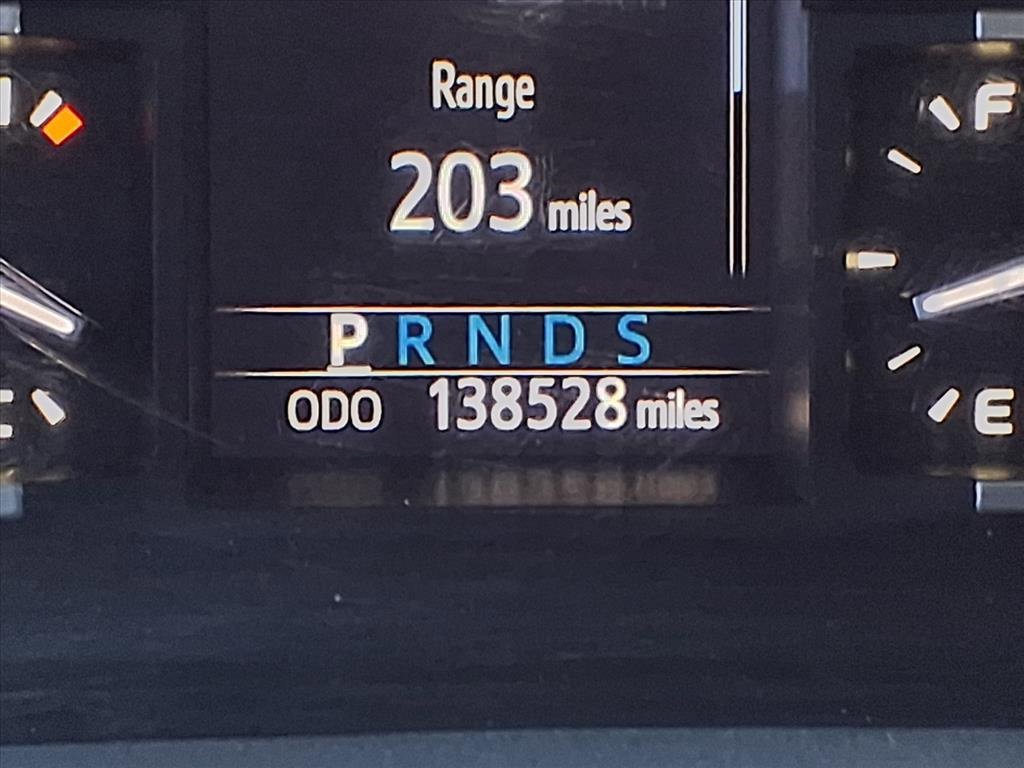 Range
203 miles
P R N D S
ODO 138528 miles
F
E